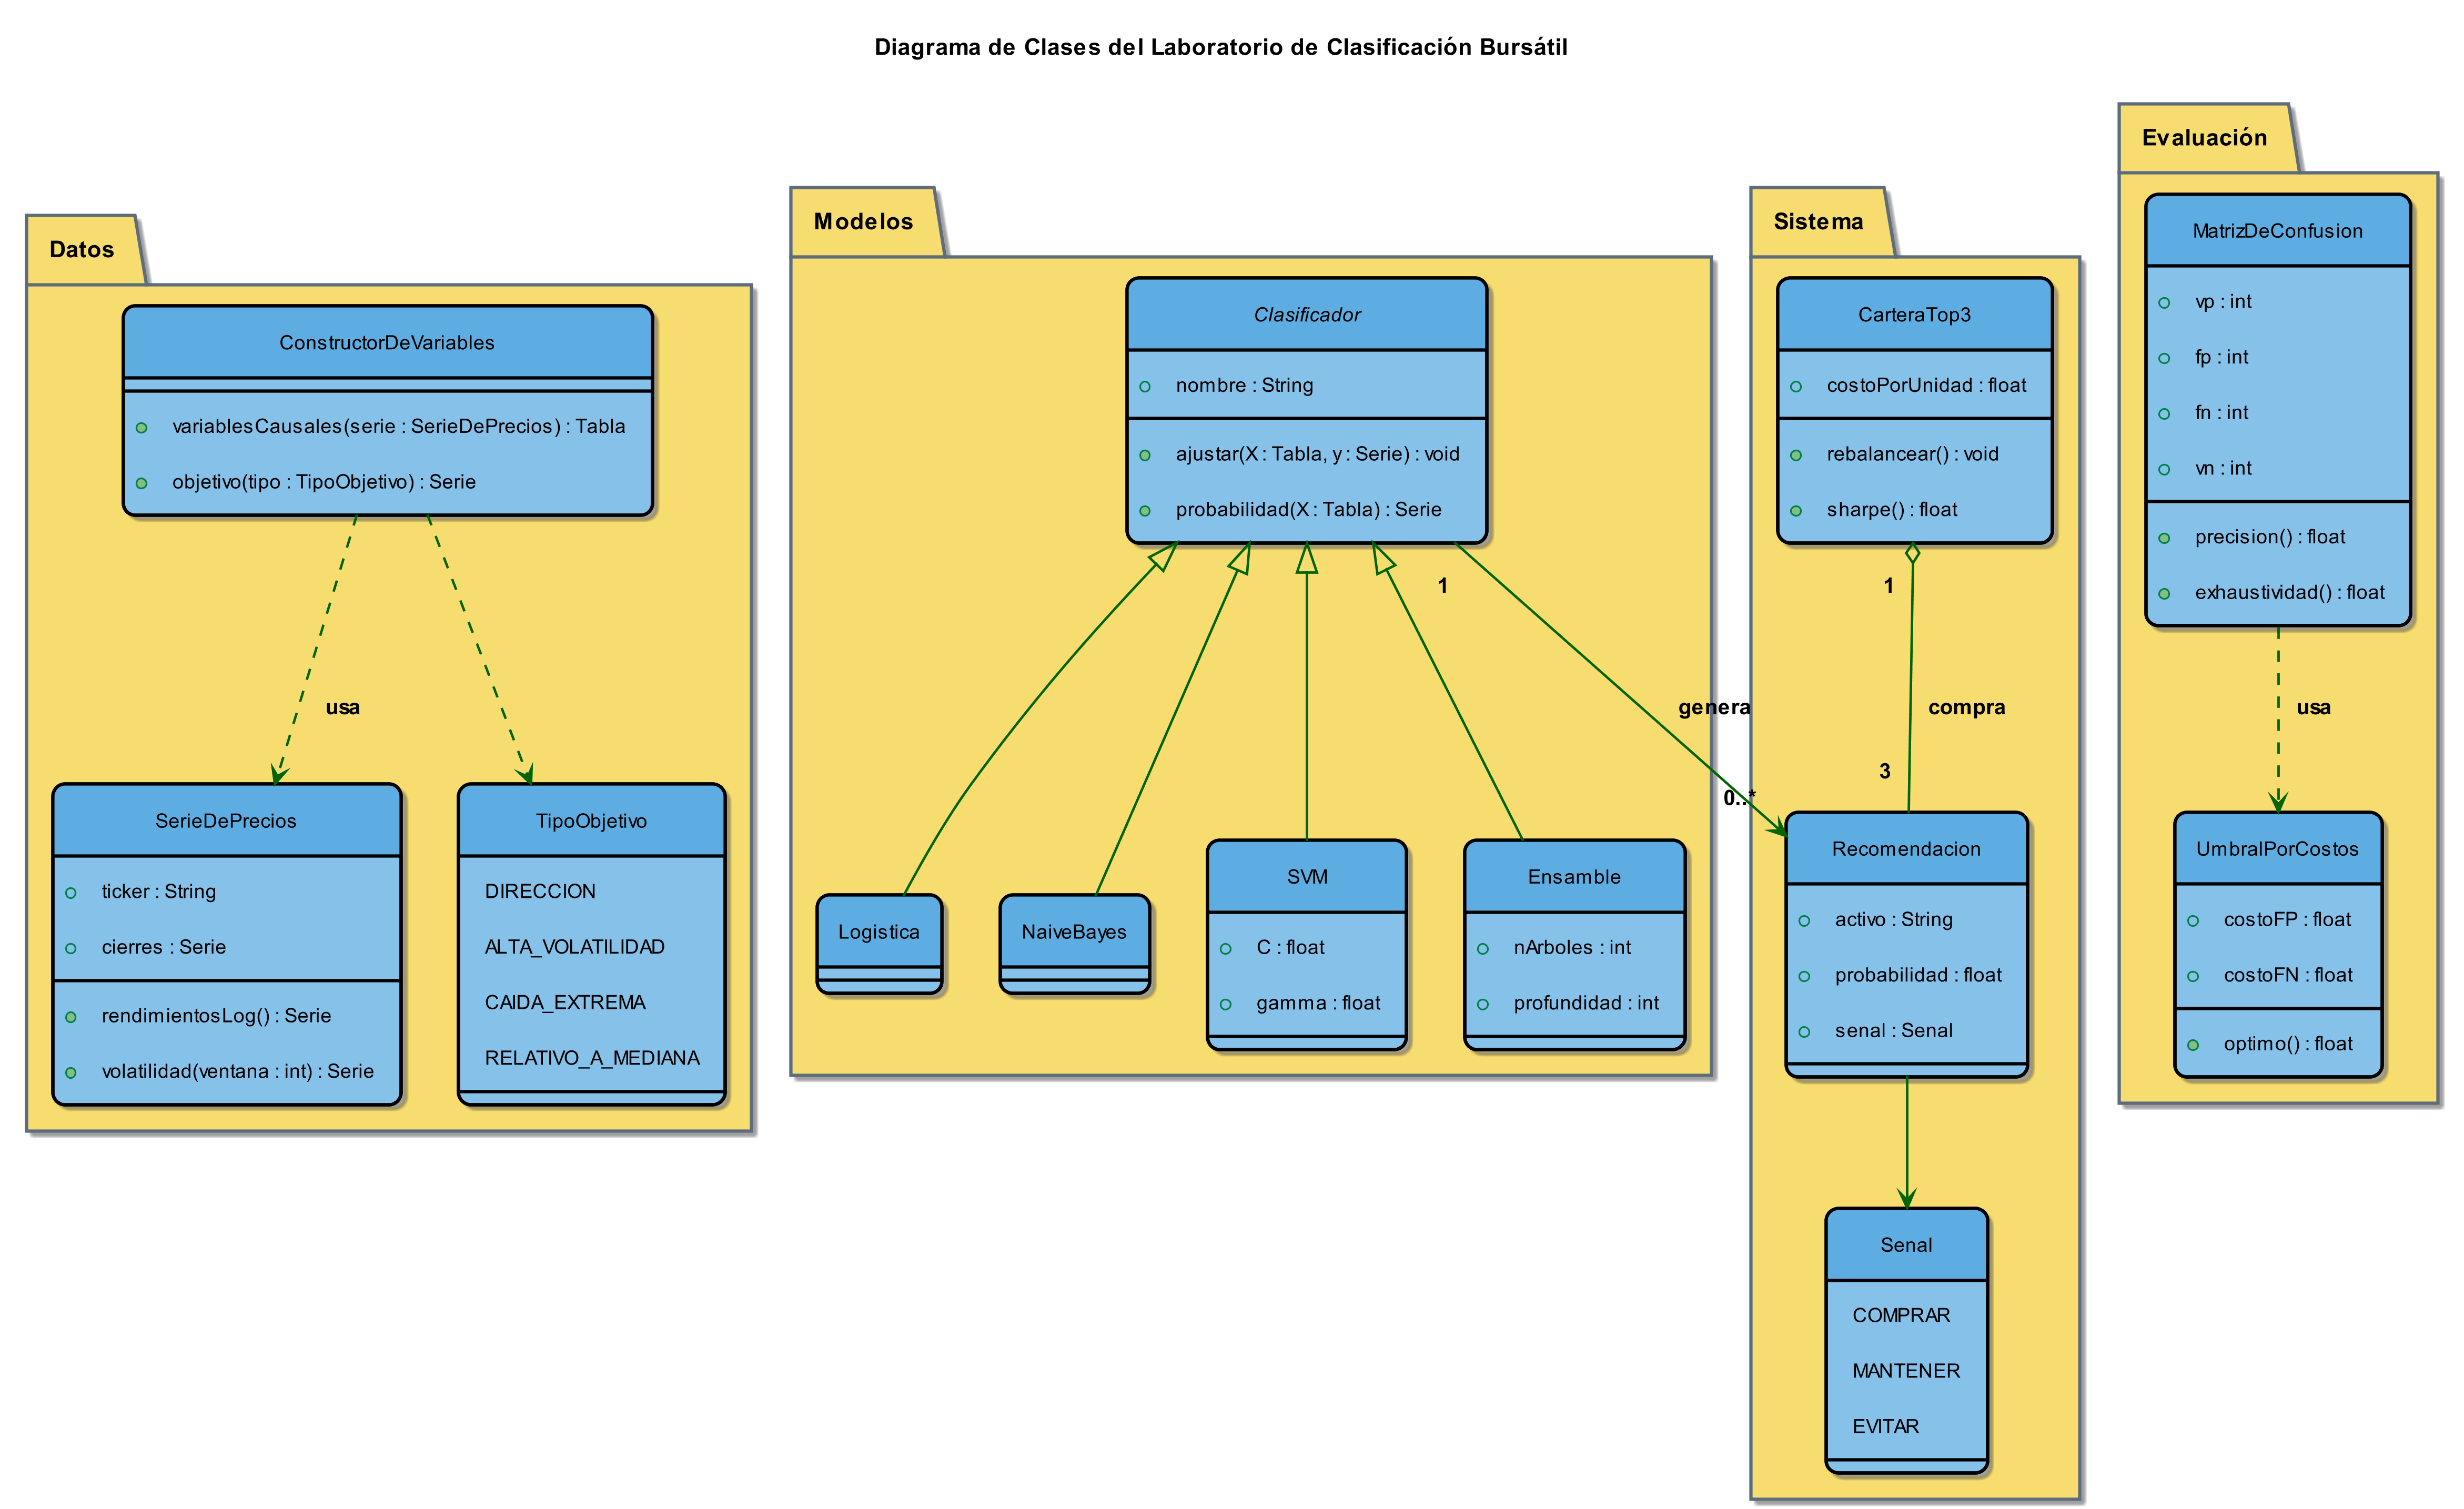 Diagrama de Clases del Laboratorio de Clasificación Bursátil
Datos
ConstructorDeVariables
variablesCausales(serie : SerieDePrecios) : Tabla
objetivo(tipo : TipoObjetivo) : Serie
usa
SerieDePrecios
ticker : String
cierres : Serie
rendimientosLog() : Serie
volatilidad(ventana : int) : Serie
TipoObjetivo
DIRECCION
ALTA_VOLATILIDAD
CAIDA_EXTREMA
RELATIVO_A_MEDIANA
Modelos
Clasificador
nombre : String
ajustar(X : Tabla, y : Serie) : void
probabilidad(X : Tabla) : Serie
1
genera
0..*
Logistica
NaiveBayes
SVM
C : float
gamma : float
Ensamble
nArboles : int
profundidad : int
Sistema
CarteraTop3
costoPorUnidad : float
rebalancear() : void
sharpe() : float
1
compra
3
Recomendacion
activo : String
probabilidad : float
senal : Senal
Senal
COMPRAR
MANTENER
EVITAR
Evaluación
MatrizDeConfusion
vp : int
fp : int
fn : int
vn : int
precision() : float
exhaustividad() : float
usa
UmbralPorCostos
costoFP : float
costoFN : float
optimo() : float